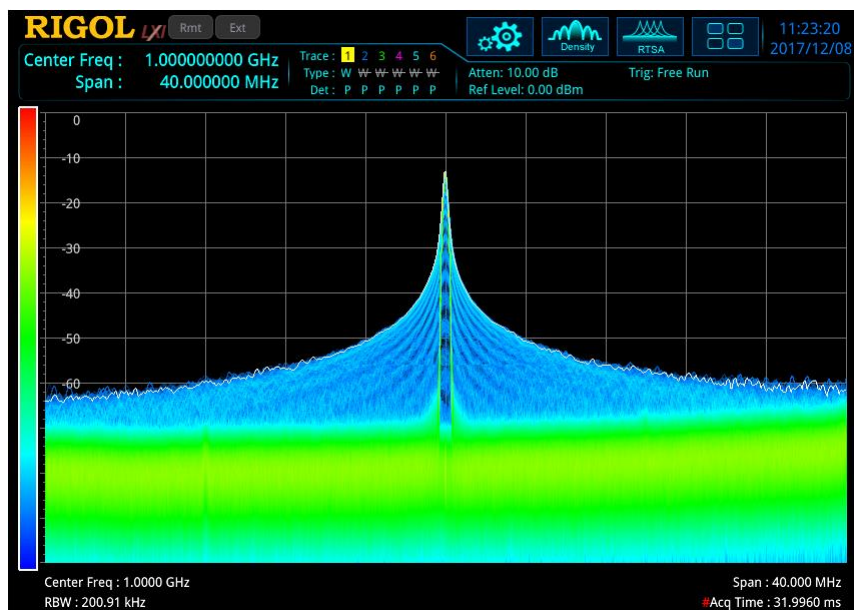 RIGOL LXI Rmt Ext
Density
RTSA
11:23:20
2017/12/08
Center Freq : 1.000000000 GHz
Span : 40.000000 MHz
Trace : 1 2 3 4 5 6
Type : W W W W W W
Det : P P P P P P
Atten: 10.00 dB
Ref Level: 0.00 dBm
Trig: Free Run
0
-10
-20
-30
-40
-50
-60
Center Freq : 1.0000 GHz
Span : 40.000 MHz
RBW : 200.91 kHz
#Acq Time : 31.9960 ms